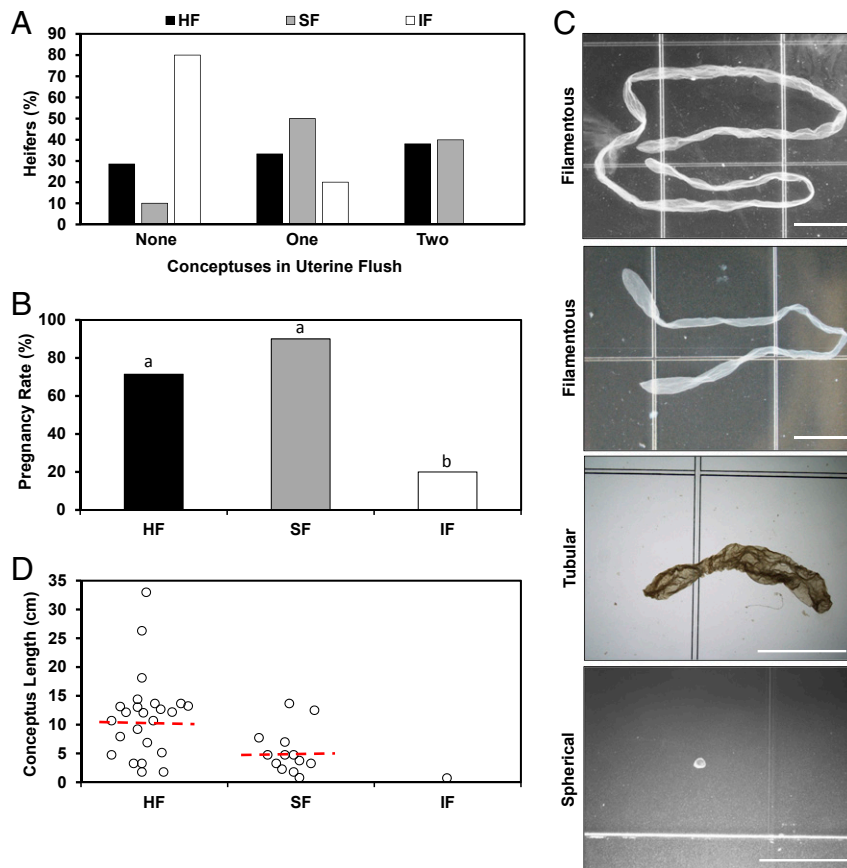 A
HF SF IF
90
80
70
60
50
40
30
20
10
0
Heifers (%)
None One Two
Conceptuses in Uterine Flush
B
100
80
60
40
20
0
Pregnancy Rate (%)
a a b
HF SF IF
D
35
30
25
20
15
10
5
0
Conceptus Length (cm)
HF SF IF
C
Filamentous
Filamentous
Tubular
Spherical